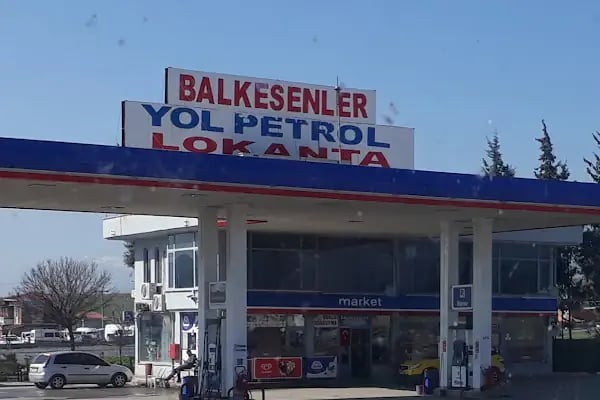 BALKESENLER
YOL PETROL
LOKANTA
market